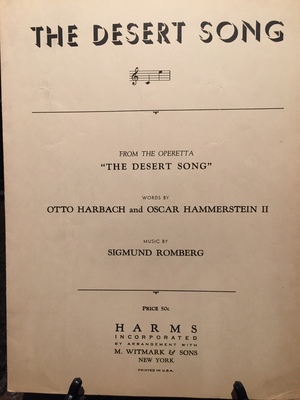 THE DESERT SONG
FROM THE OPERETTA
"THE DESERT SONG"
WORDS BY
OTTO HARBACH and OSCAR HAMMERSTEIN II
MUSIC BY
SIGMUND ROMBERG
PRICE 50c
HARMS
INCORPORATED
BY ARRANGEMENT WITH
M. WITMARK & SONS
NEW YORK
PRINTED IN U.S.A.